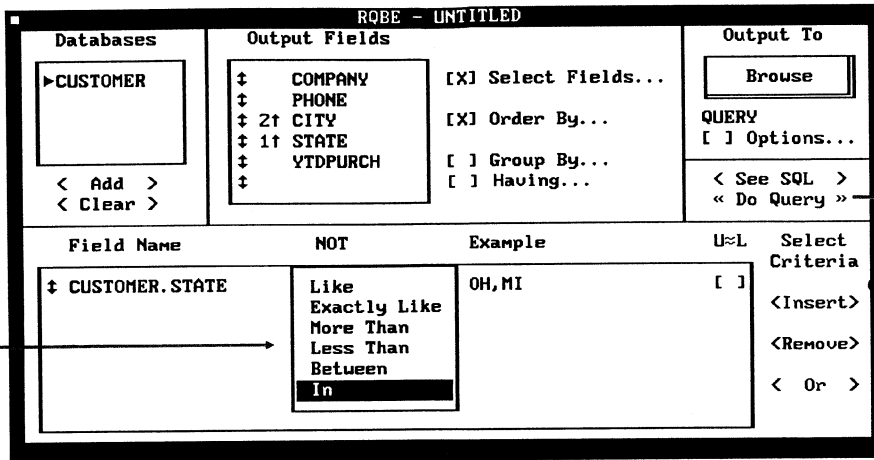 RQBE - UNTITLED
Databases
►CUSTOMER
< Add >
< Clear >
Output Fields
↕ COMPANY
↕ PHONE
↕ 2↑ CITY
↕ 1↑ STATE
↕ YTDPURCH
↕
[X] Select Fields...
[X] Order By...
[ ] Group By...
[ ] Having...
Output To
Browse
QUERY
[ ] Options...
< See SQL >
« Do Query »
Field Name NOT Example U≈L Select Criteria
↕ CUSTOMER.STATE
Like
Exactly Like
More Than
Less Than
Between
In
OH,MI
[ ]
<Insert>
<Remove>
< Or >